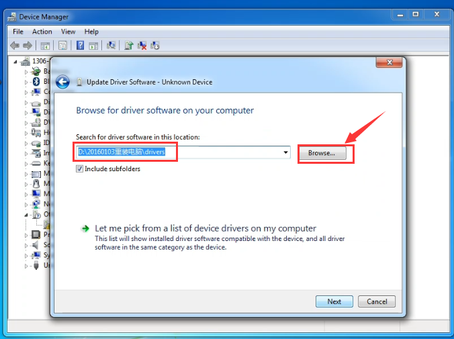 Device Manager
File Action View Help
1306-
Update Driver Software - Unknown Device
Browse for driver software on your computer
Search for driver software in this location:
Browse...
Include subfolders
Let me pick from a list of device drivers on my computer
This list will show installed driver software compatible with the device, and all driver
software in the same category as the device.
Next Cancel